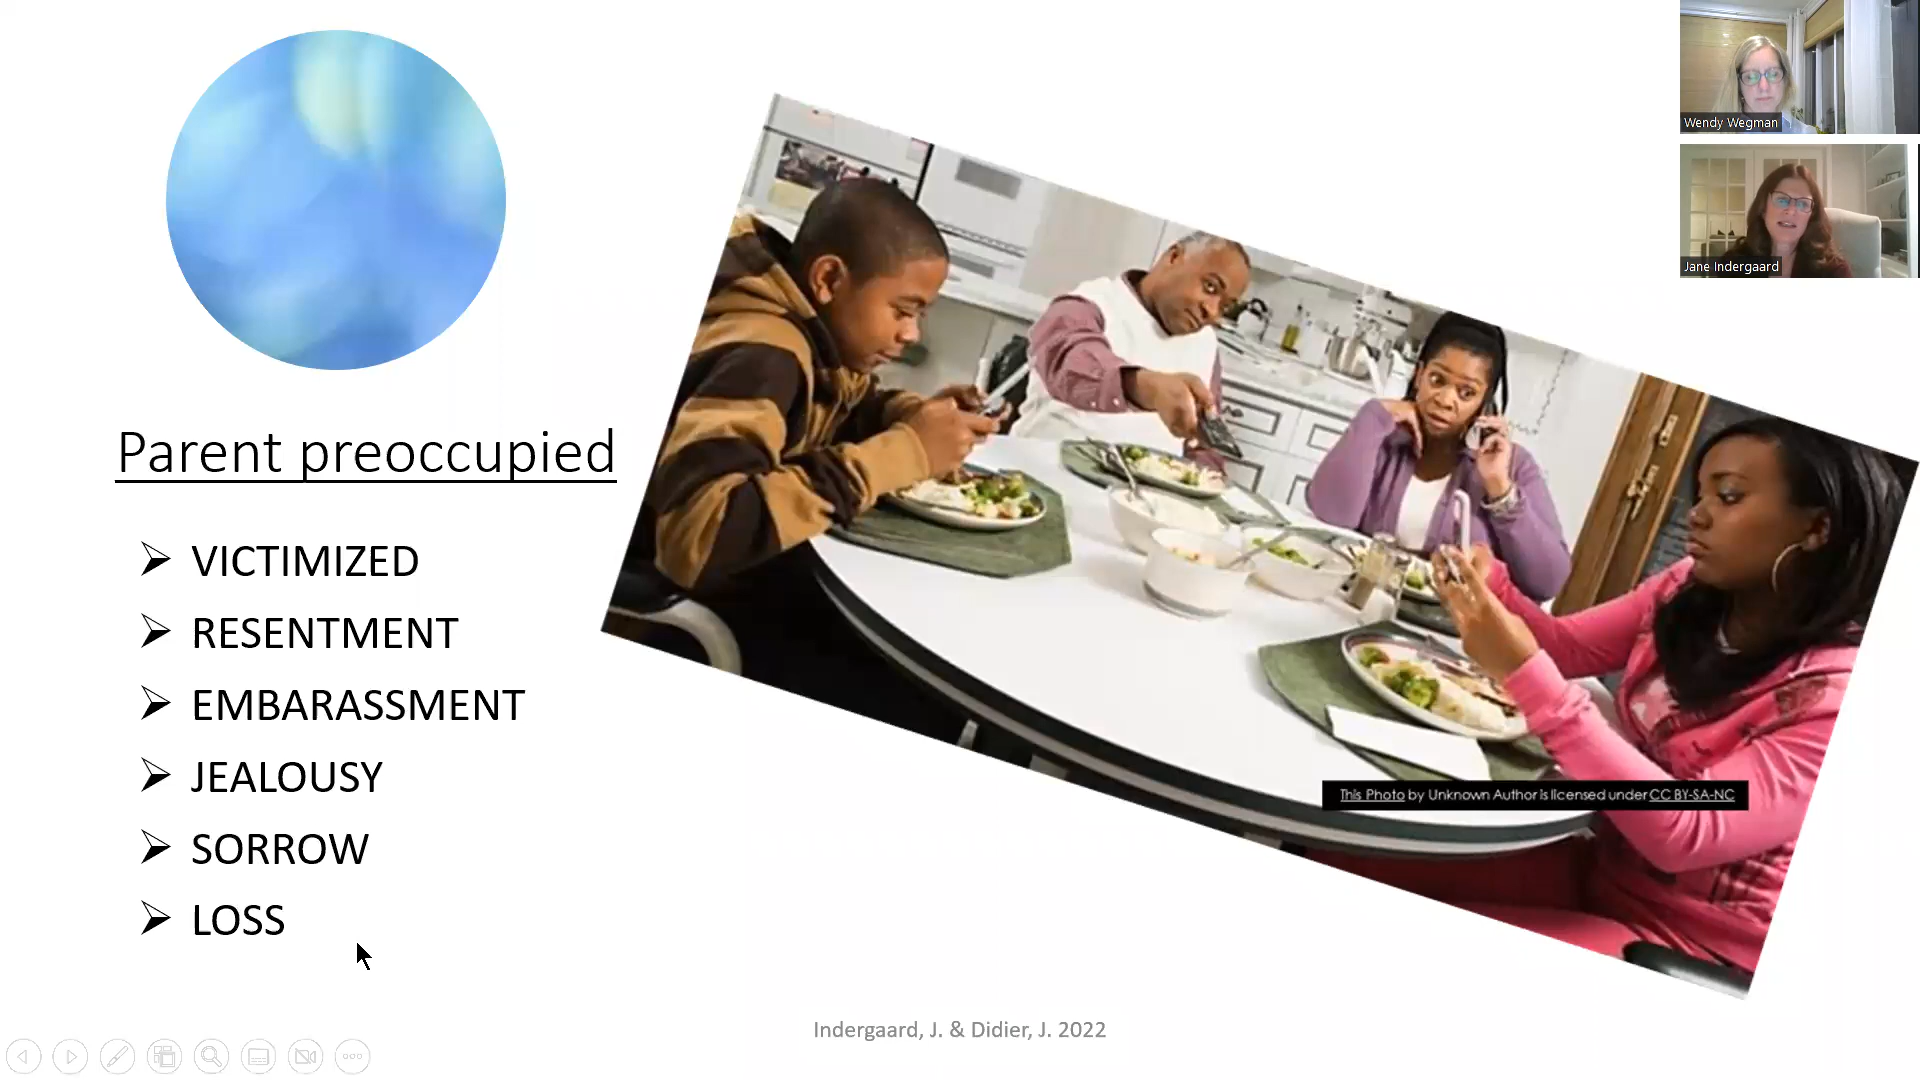 Wendy Wegman
Jane Indergaard
Parent preoccupied
VICTIMIZED
RESENTMENT
EMBARASSMENT
JEALOUSY
SORROW
LOSS
This Photo by Unknown Author is licensed under CC BY-SA-NC
Indergaard, J. & Didier, J. 2022